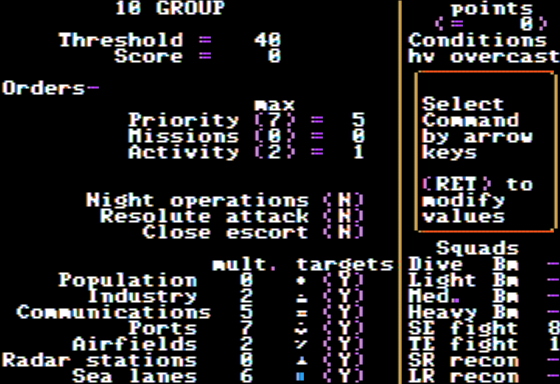 10 GROUP
Threshold = 40
Score = 0
Orders-
max
Priority (7) = 5
Missions (0) = 0
Activity (2) = 1
Night operations (N)
Resolute attack (N)
Close escort (N)
mult. targets
Population 0 (Y)
Industry 2 (Y)
Communications 5 (Y)
Ports 7 (Y)
Airfields 2 (Y)
Radar stations 0 (Y)
Sea lanes 6 (Y)
points
(= 0)
Conditions
hv overcast
Select
Command
by arrow
keys
(RET) to
modify
values
Squads
Dive Bm -
Light Bm -
Med. Bm -
Heavy Bm -
SE fight 8
TE fight 1
SR recon -
LR recon -